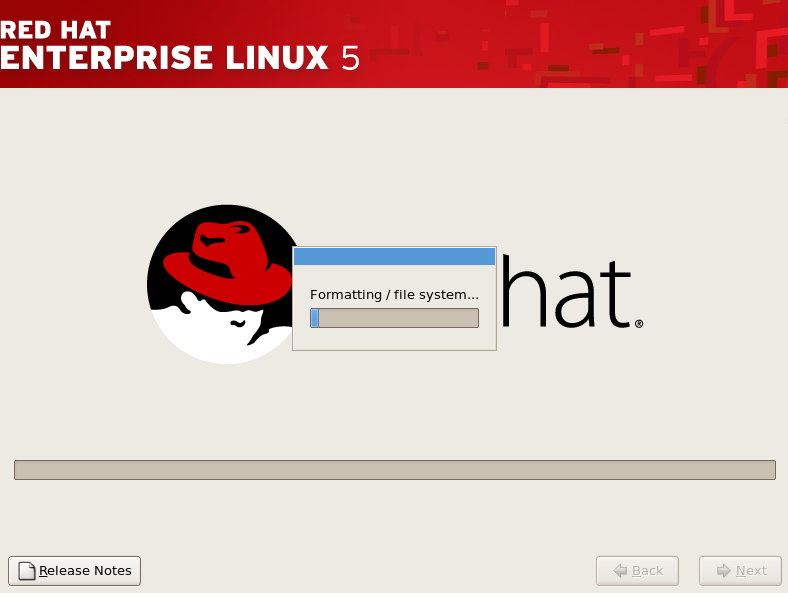 RED HAT
ENTERPRISE LINUX 5
Formatting / file system...
hat®
Release Notes
Back
Next